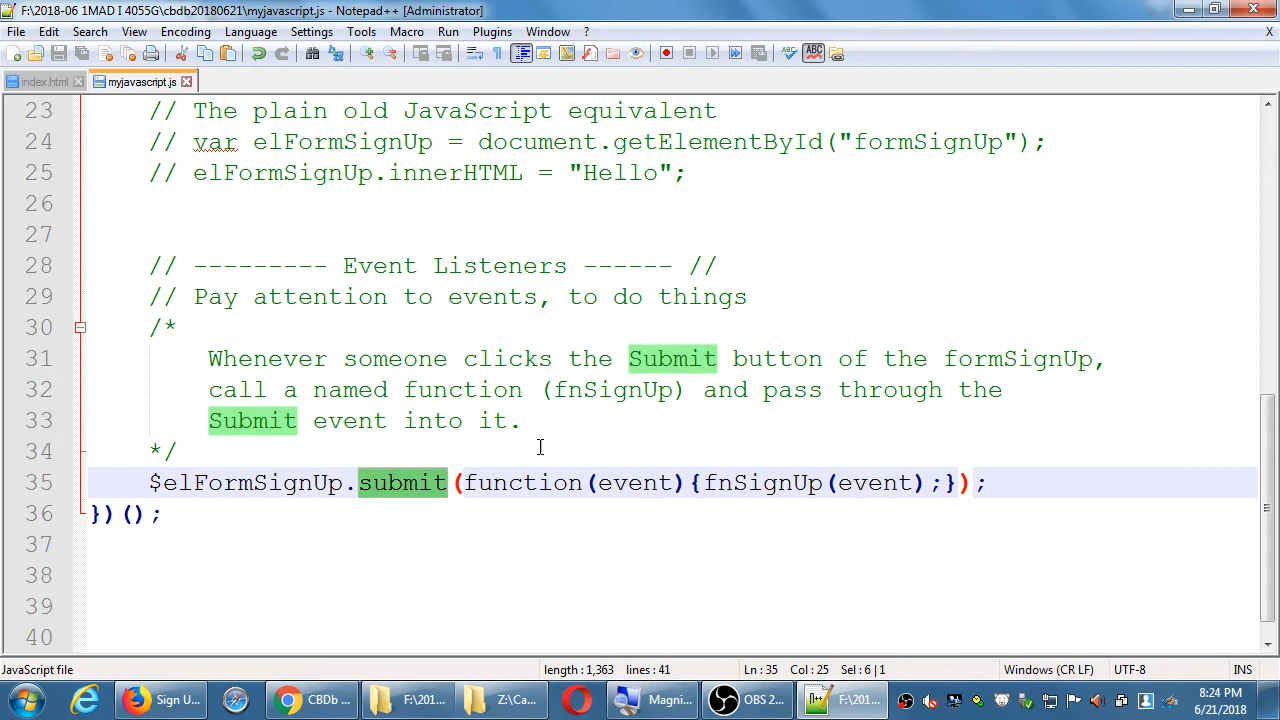 F:\2018-06 1MAD I 4055G\cbdb20180621\myjavascript.js - Notepad++ [Administrator]
File Edit Search View Encoding Language Settings Tools Macro Run Plugins Window ? X
index.html myjavascript.js
23 // The plain old JavaScript equivalent
24 // var elFormSignUp = document.getElementById("formSignUp");
25 // elFormSignUp.innerHTML = "Hello";
26
27
28 // --------- Event Listeners ------ //
29 // Pay attention to events, to do things
30 /*
31 Whenever someone clicks the Submit button of the formSignUp,
32 call a named function (fnSignUp) and pass through the
33 Submit event into it.
34 */
35 $elFormSignUp.submit(function(event){fnSignUp(event);});
36 })();
37
38
39
40
JavaScript file length : 1,363 lines : 41 Ln : 35 Col : 25 Sel : 6 | 1 Windows (CR LF) UTF-8 INS
Sign U... CBDb ... F:\201... Z:\Ca... Magni... OBS 2... F:\201... 8:24 PM
6/21/2018